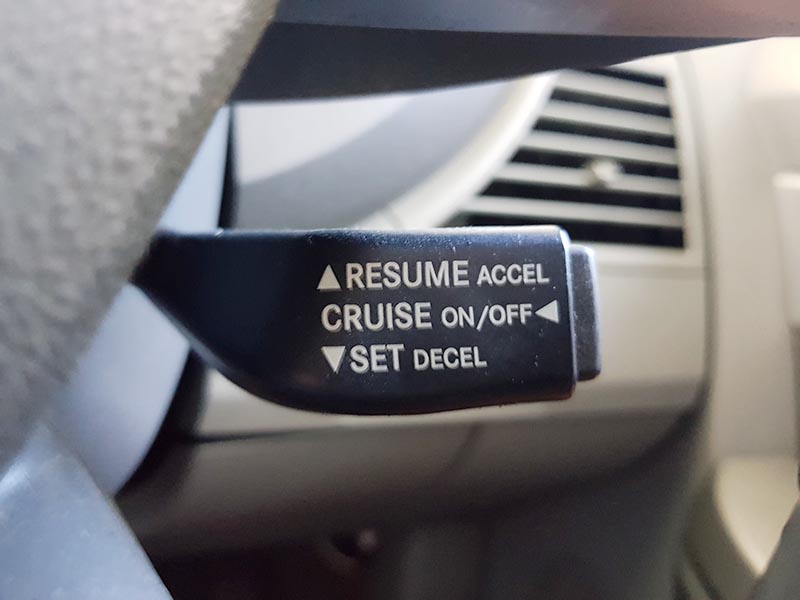 ▲RESUME ACCEL
CRUISE ON/OFF◀
▼SET DECEL